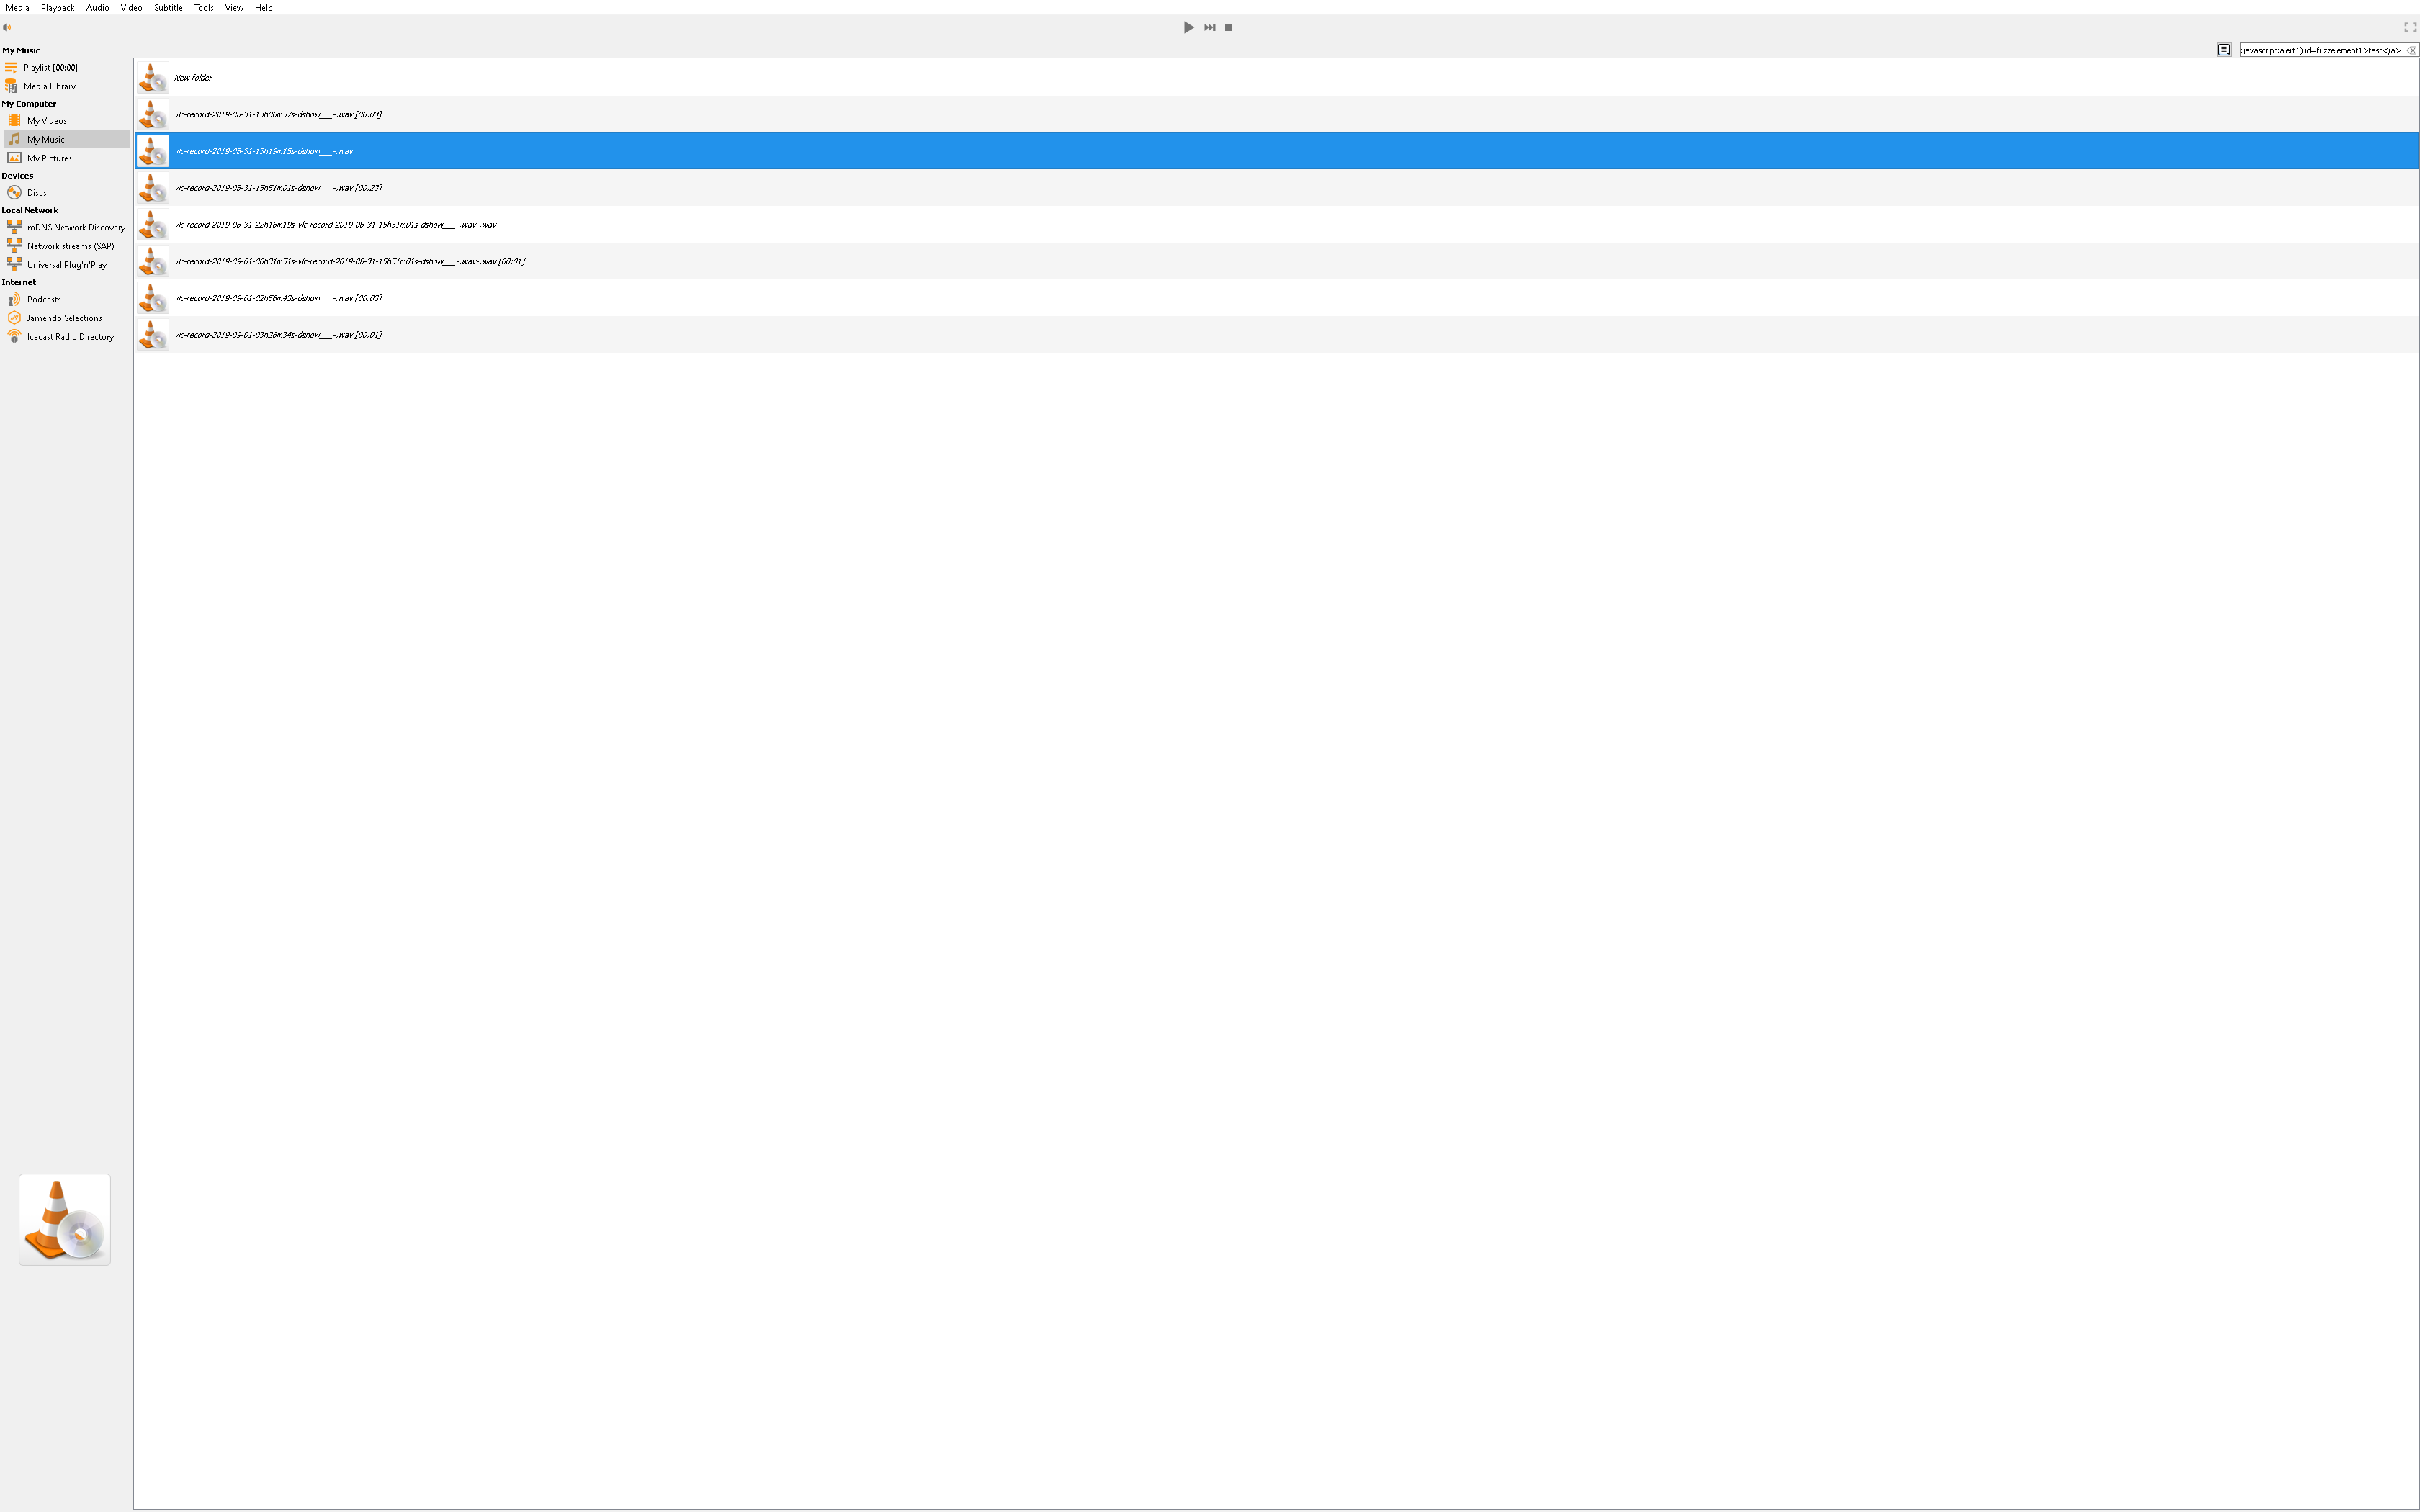 Media Playback Audio Video Subtitle Tools View Help
My Music
:javascript:alert1) id=fuzzelement1>test</a>
Playlist [00:00]
Media Library
My Computer
My Videos
My Music
My Pictures
Devices
Discs
Local Network
mDNS Network Discovery
Network streams (SAP)
Universal Plug'n'Play
Internet
Podcasts
Jamendo Selections
Icecast Radio Directory
New folder
vlc-record-2019-08-31-13h00m57s-dshow___-.wav [00:03]
vlc-record-2019-08-31-13h19m15s-dshow___-.wav
vlc-record-2019-08-31-15h51m01s-dshow___-.wav [00:23]
vlc-record-2019-08-31-22h16m19s-vlc-record-2019-08-31-15h51m01s-dshow___-.wav-.wav
vlc-record-2019-09-01-00h31m51s-vlc-record-2019-08-31-15h51m01s-dshow___-.wav-.wav [00:01]
vlc-record-2019-09-01-02h56m43s-dshow___-.wav [00:03]
vlc-record-2019-09-01-03h26m34s-dshow___-.wav [00:01]